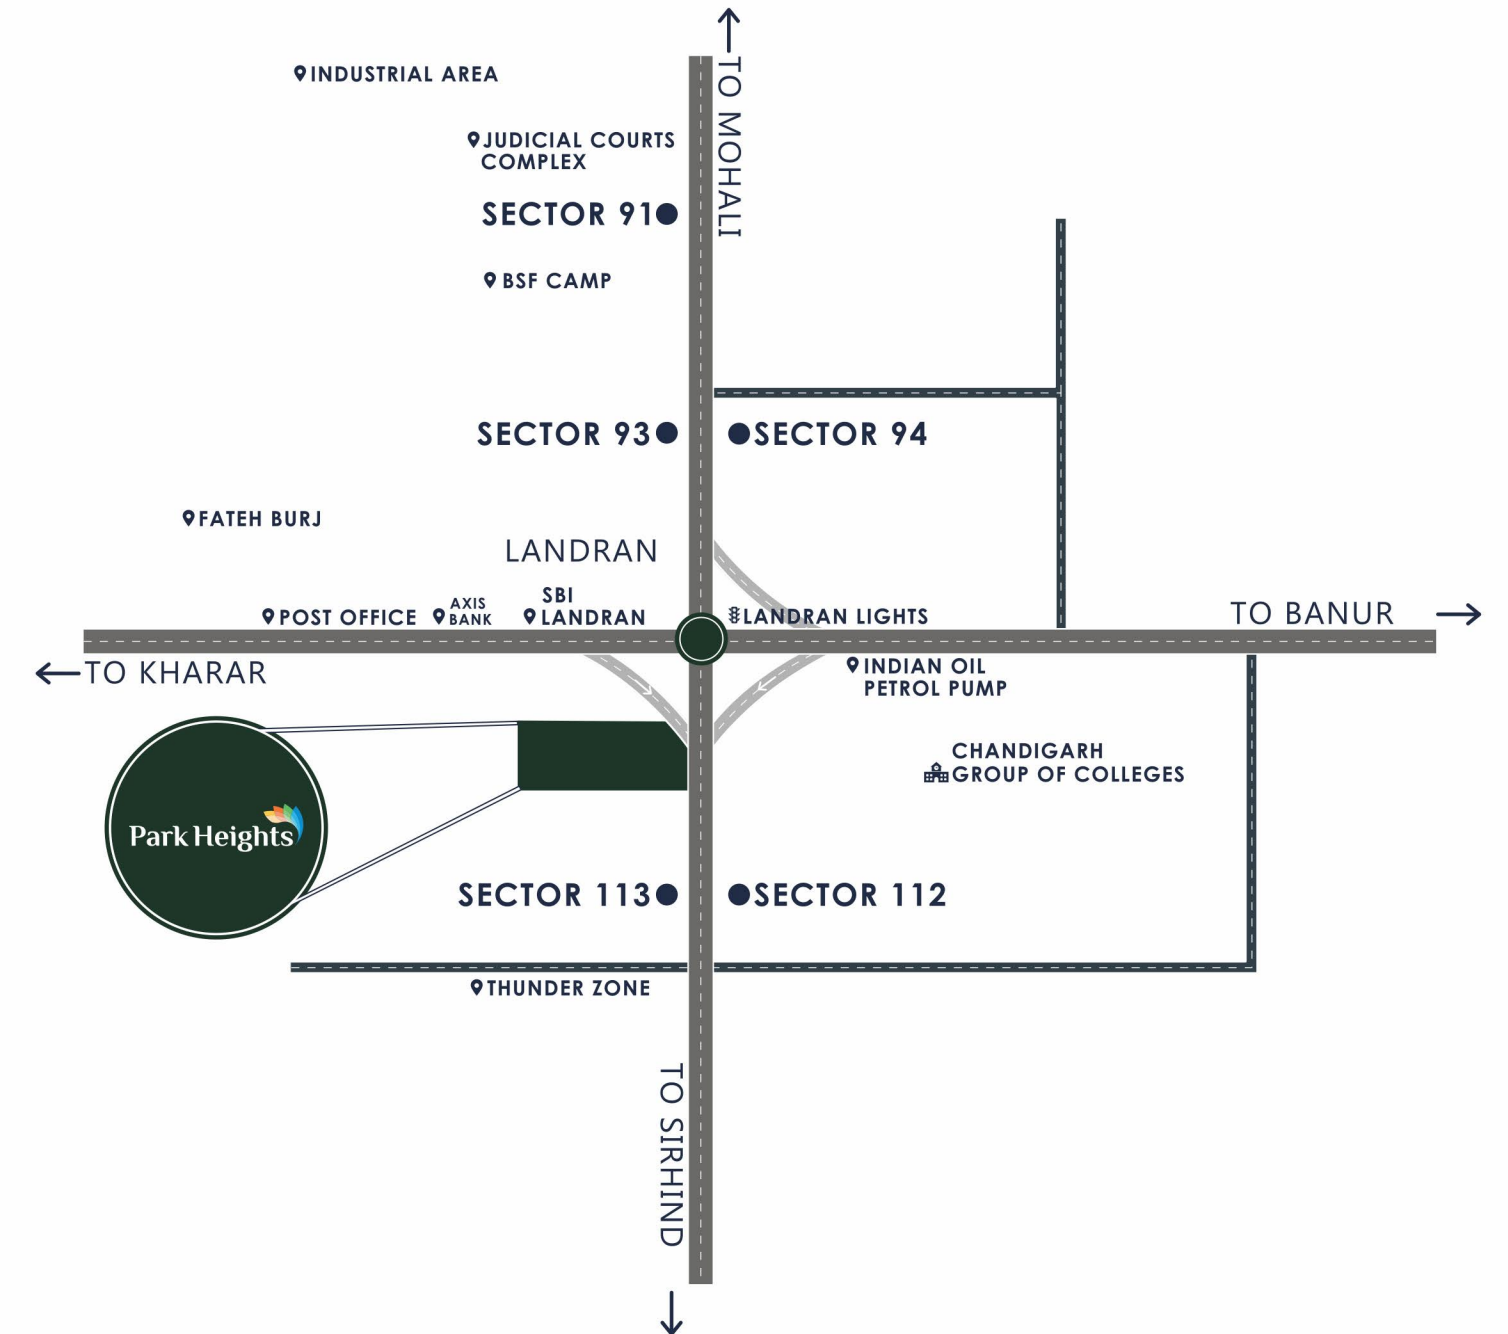 INDUSTRIAL AREA
TO MOHALI
JUDICIAL COURTS
COMPLEX
SECTOR 91
BSF CAMP
SECTOR 93
SECTOR 94
FATEH BURJ
LANDRAN
POST OFFICE
AXIS
BANK
SBI
LANDRAN
LANDRAN LIGHTS
TO BANUR
TO KHARAR
INDIAN OIL
PETROL PUMP
CHANDIGARH
GROUP OF COLLEGES
Park Heights
SECTOR 113
SECTOR 112
THUNDER ZONE
TO SIRHIND